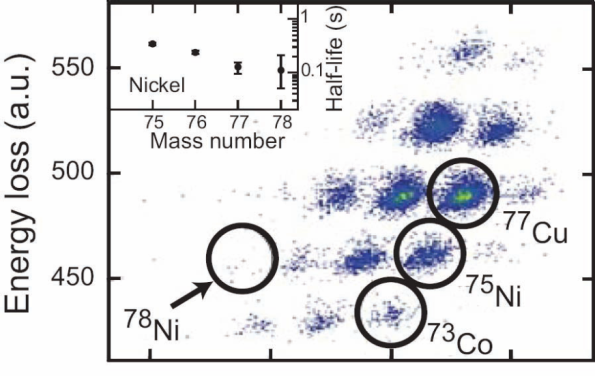 Energy loss (a.u.)
550
500
450
Nickel
75 76 77 78
Mass number
1
0.1
Half-life (s)
⁷⁷Cu
⁷⁵Ni
⁷³Co
⁷⁸Ni